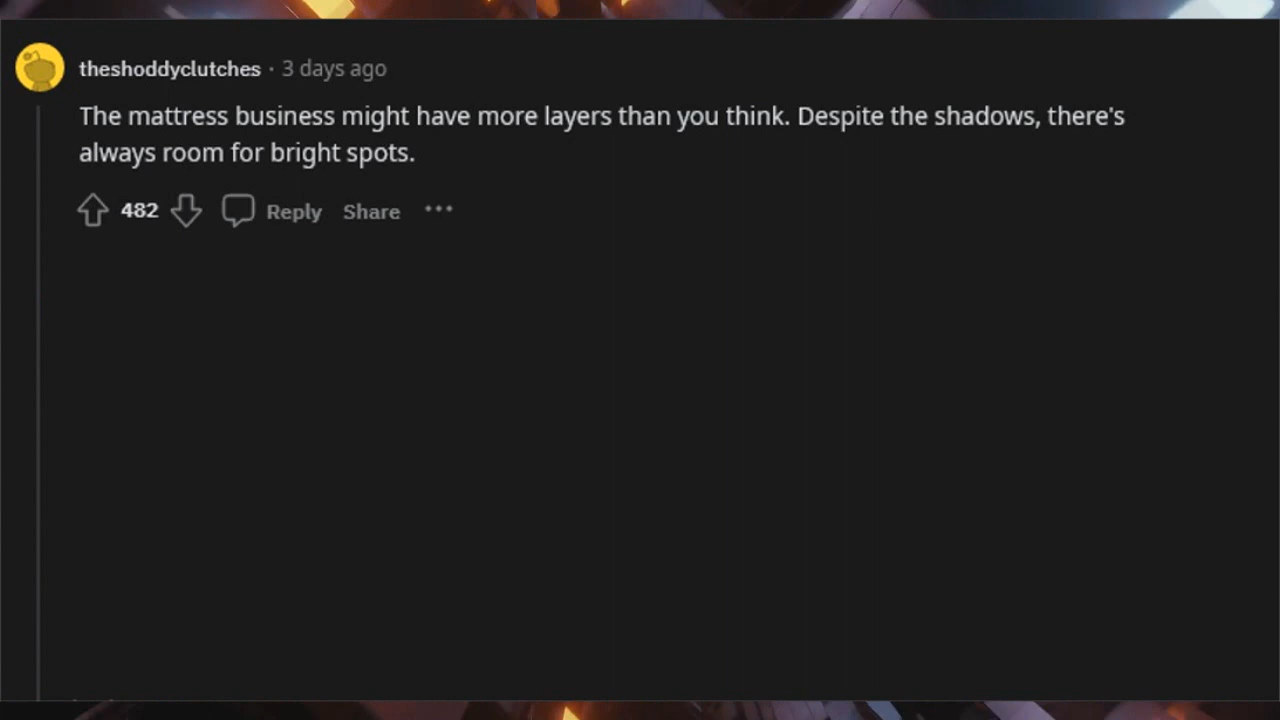 theshoddyclutches · 3 days ago
The mattress business might have more layers than you think. Despite the shadows, there's
always room for bright spots.
482 Reply Share ···